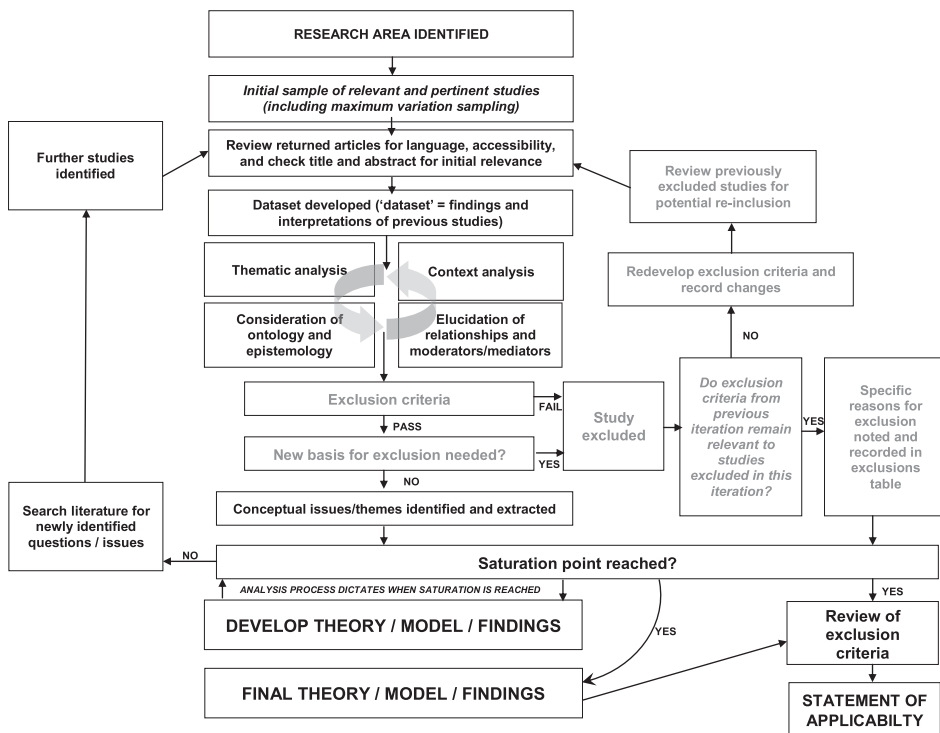 RESEARCH AREA IDENTIFIED
Initial sample of relevant and pertinent studies
(including maximum variation sampling)
Further studies
identified
Review returned articles for language, accessibility,
and check title and abstract for initial relevance
Review previously
excluded studies for
potential re-inclusion
Dataset developed (‘dataset’ = findings and
interpretations of previous studies)
Thematic analysis
Context analysis
Redevelop exclusion criteria and
record changes
Consideration of
ontology and
epistemology
Elucidation of
relationships and
moderators/mediators
NO
Exclusion criteria
FAIL
Study
excluded
Do exclusion
criteria from
previous
iteration remain
relevant to
studies
excluded in this
iteration?
YES
Specific
reasons for
exclusion
noted and
recorded in
exclusions
table
PASS
New basis for exclusion needed?
YES
NO
Search literature for
newly identified
questions / issues
Conceptual issues/themes identified and extracted
NO
Saturation point reached?
ANALYSIS PROCESS DICTATES WHEN SATURATION IS REACHED
YES
DEVELOP THEORY / MODEL / FINDINGS
YES
Review of
exclusion
criteria
FINAL THEORY / MODEL / FINDINGS
STATEMENT OF
APPLICABILTY